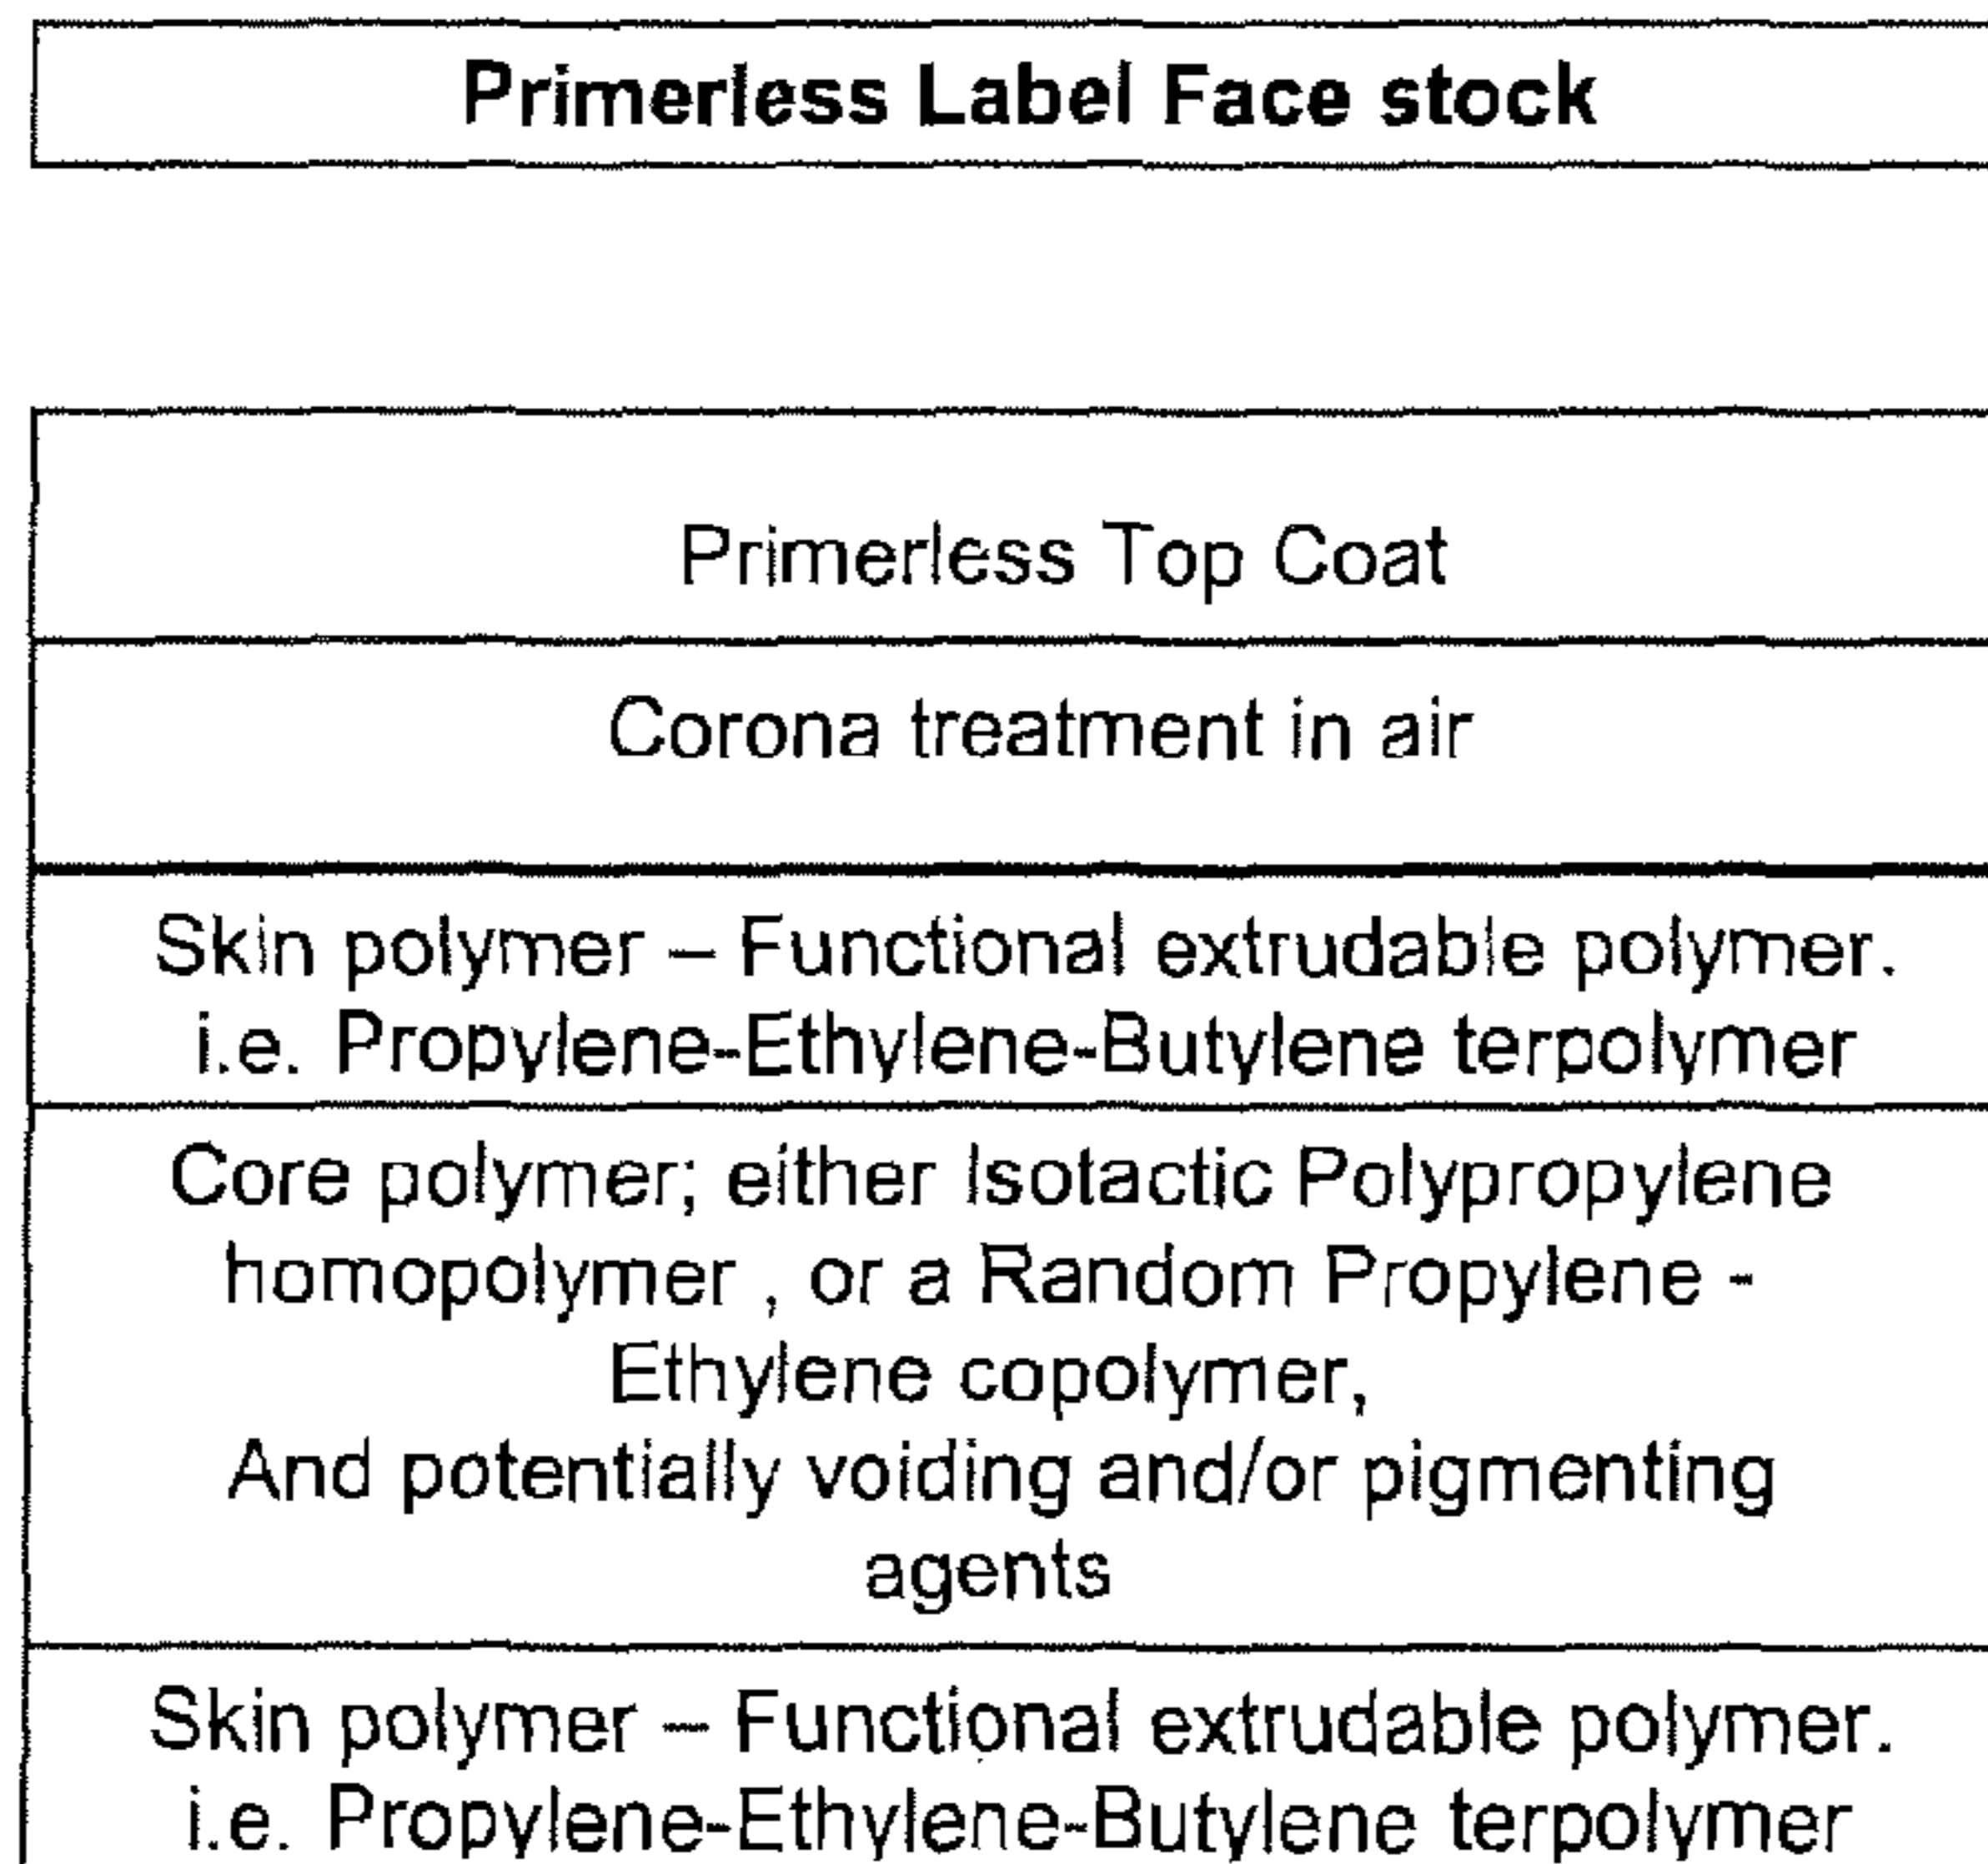 Primerless Label Face stock
Primerless Top Coat
Corona treatment in air
Skin polymer – Functional extrudable polymer.
i.e. Propylene-Ethylene-Butylene terpolymer
Core polymer; either Isotactic Polypropylene
homopolymer , or a Random Propylene -
Ethylene copolymer,
And potentially voiding and/or pigmenting
agents
Skin polymer – Functional extrudable polymer.
i.e. Propylene-Ethylene-Butylene terpolymer